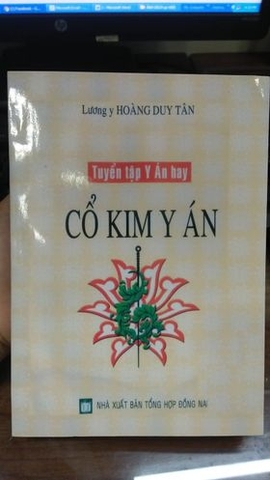 Lương y HOÀNG DUY TÂN
Tuyển tập Y Án hay
CỔ KIM Y ÁN
NHÀ XUẤT BẢN TỔNG HỢP ĐỒNG NAI